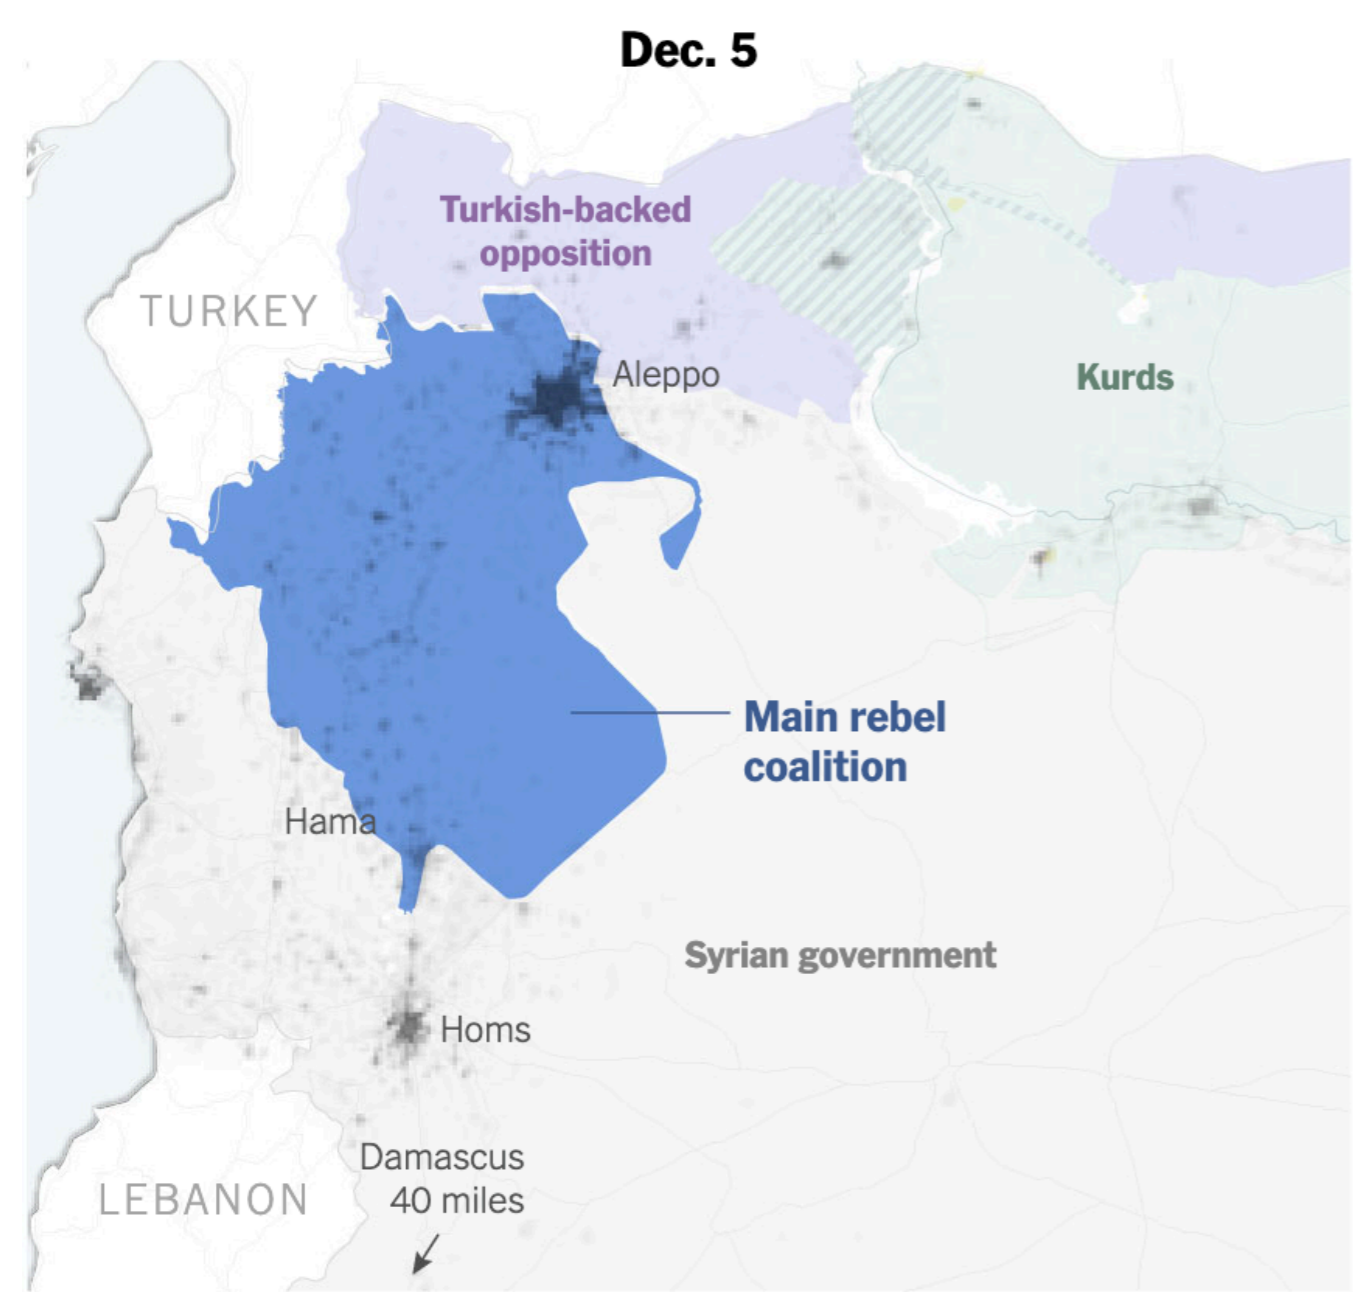 Dec. 5
Turkish-backed
opposition
TURKEY
Aleppo
Kurds
Main rebel
coalition
Hama
Syrian government
Homs
Damascus
40 miles
LEBANON